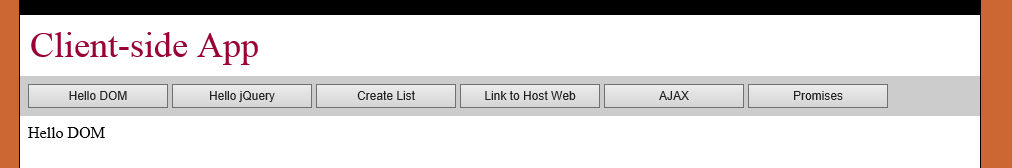 Client-side App
Hello DOM Hello jQuery Create List Link to Host Web AJAX Promises
Hello DOM